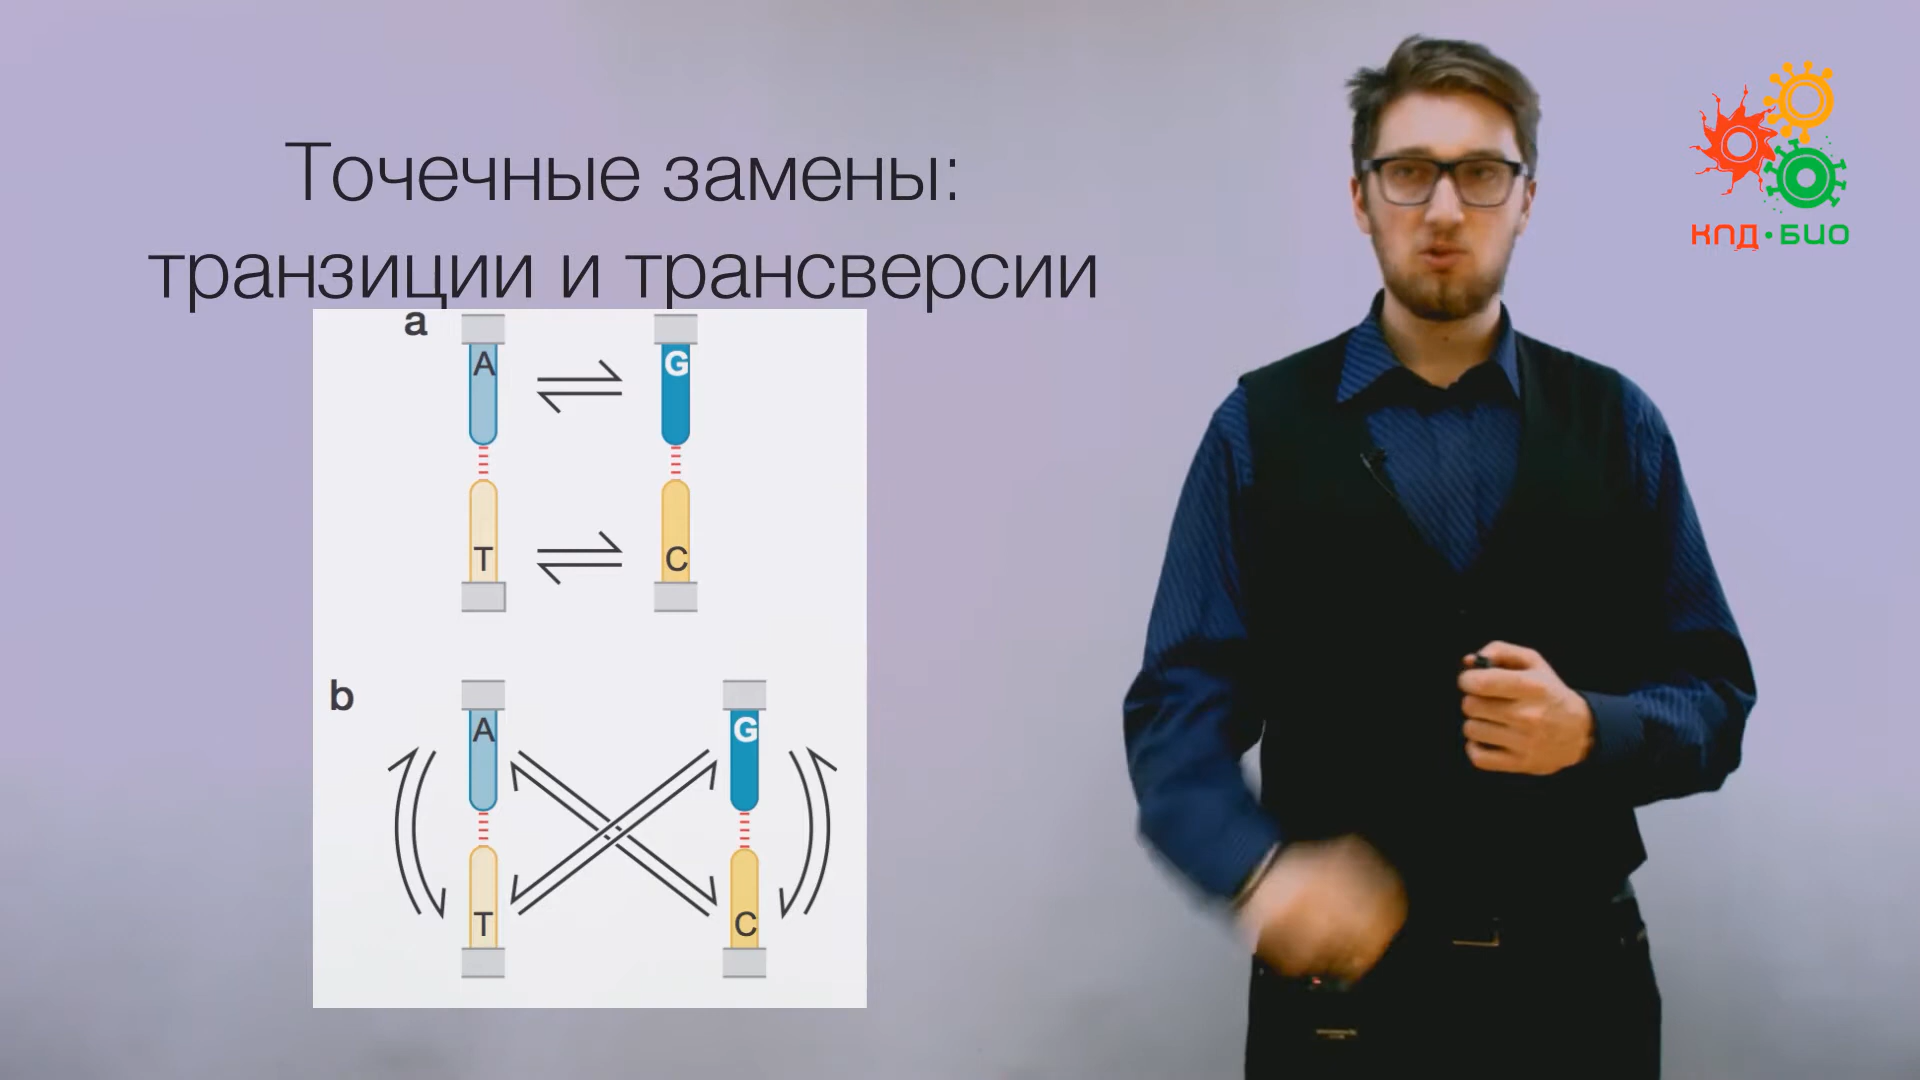 Точечные замены:
транзиции и трансверсии
КПД•БИО
a
A G
T C
b
A G
T C